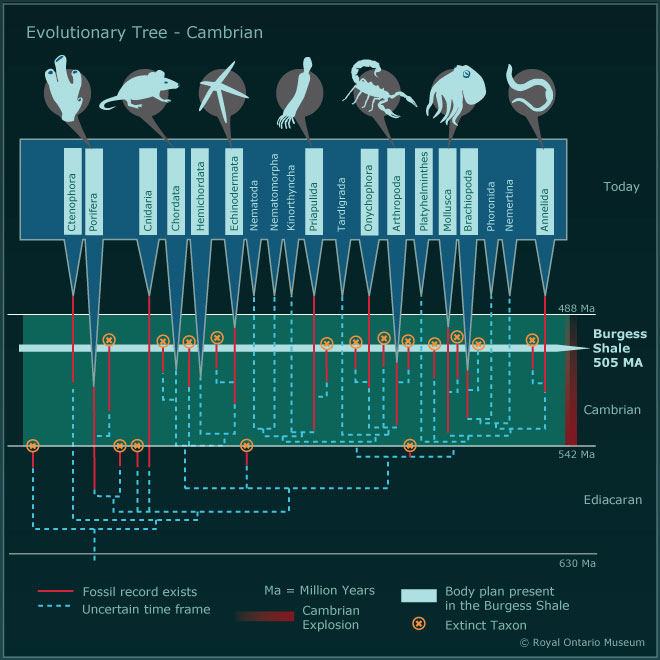 Evolutionary Tree - Cambrian
Ctenophora
Porifera
Cnidaria
Chordata
Hemichordata
Echinodermata
Nematoda
Nematomorpha
Kinorthyncha
Priapulida
Tardigrada
Onychophora
Arthropoda
Platyhelminthes
Mollusca
Brachiopoda
Phoronida
Nemertina
Annelida
Today
488 Ma
Burgess
Shale
505 MA
Cambrian
542 Ma
Ediacaran
630 Ma
Fossil record exists
Uncertain time frame
Ma = Million Years
Cambrian
Explosion
Body plan present
in the Burgess Shale
Extinct Taxon
© Royal Ontario Museum